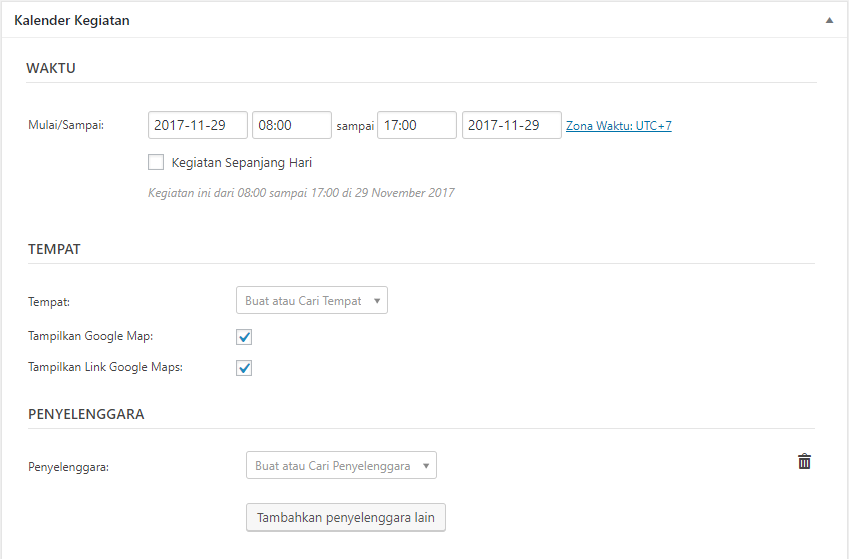 Kalender Kegiatan
WAKTU
Mulai/Sampai: 2017-11-29 08:00 sampai 17:00 2017-11-29 Zona Waktu: UTC+7
Kegiatan Sepanjang Hari
Kegiatan ini dari 08:00 sampai 17:00 di 29 November 2017
TEMPAT
Tempat: Buat atau Cari Tempat
Tampilkan Google Map:
Tampilkan Link Google Maps:
PENYELENGGARA
Penyelenggara: Buat atau Cari Penyelenggara
Tambahkan penyelenggara lain